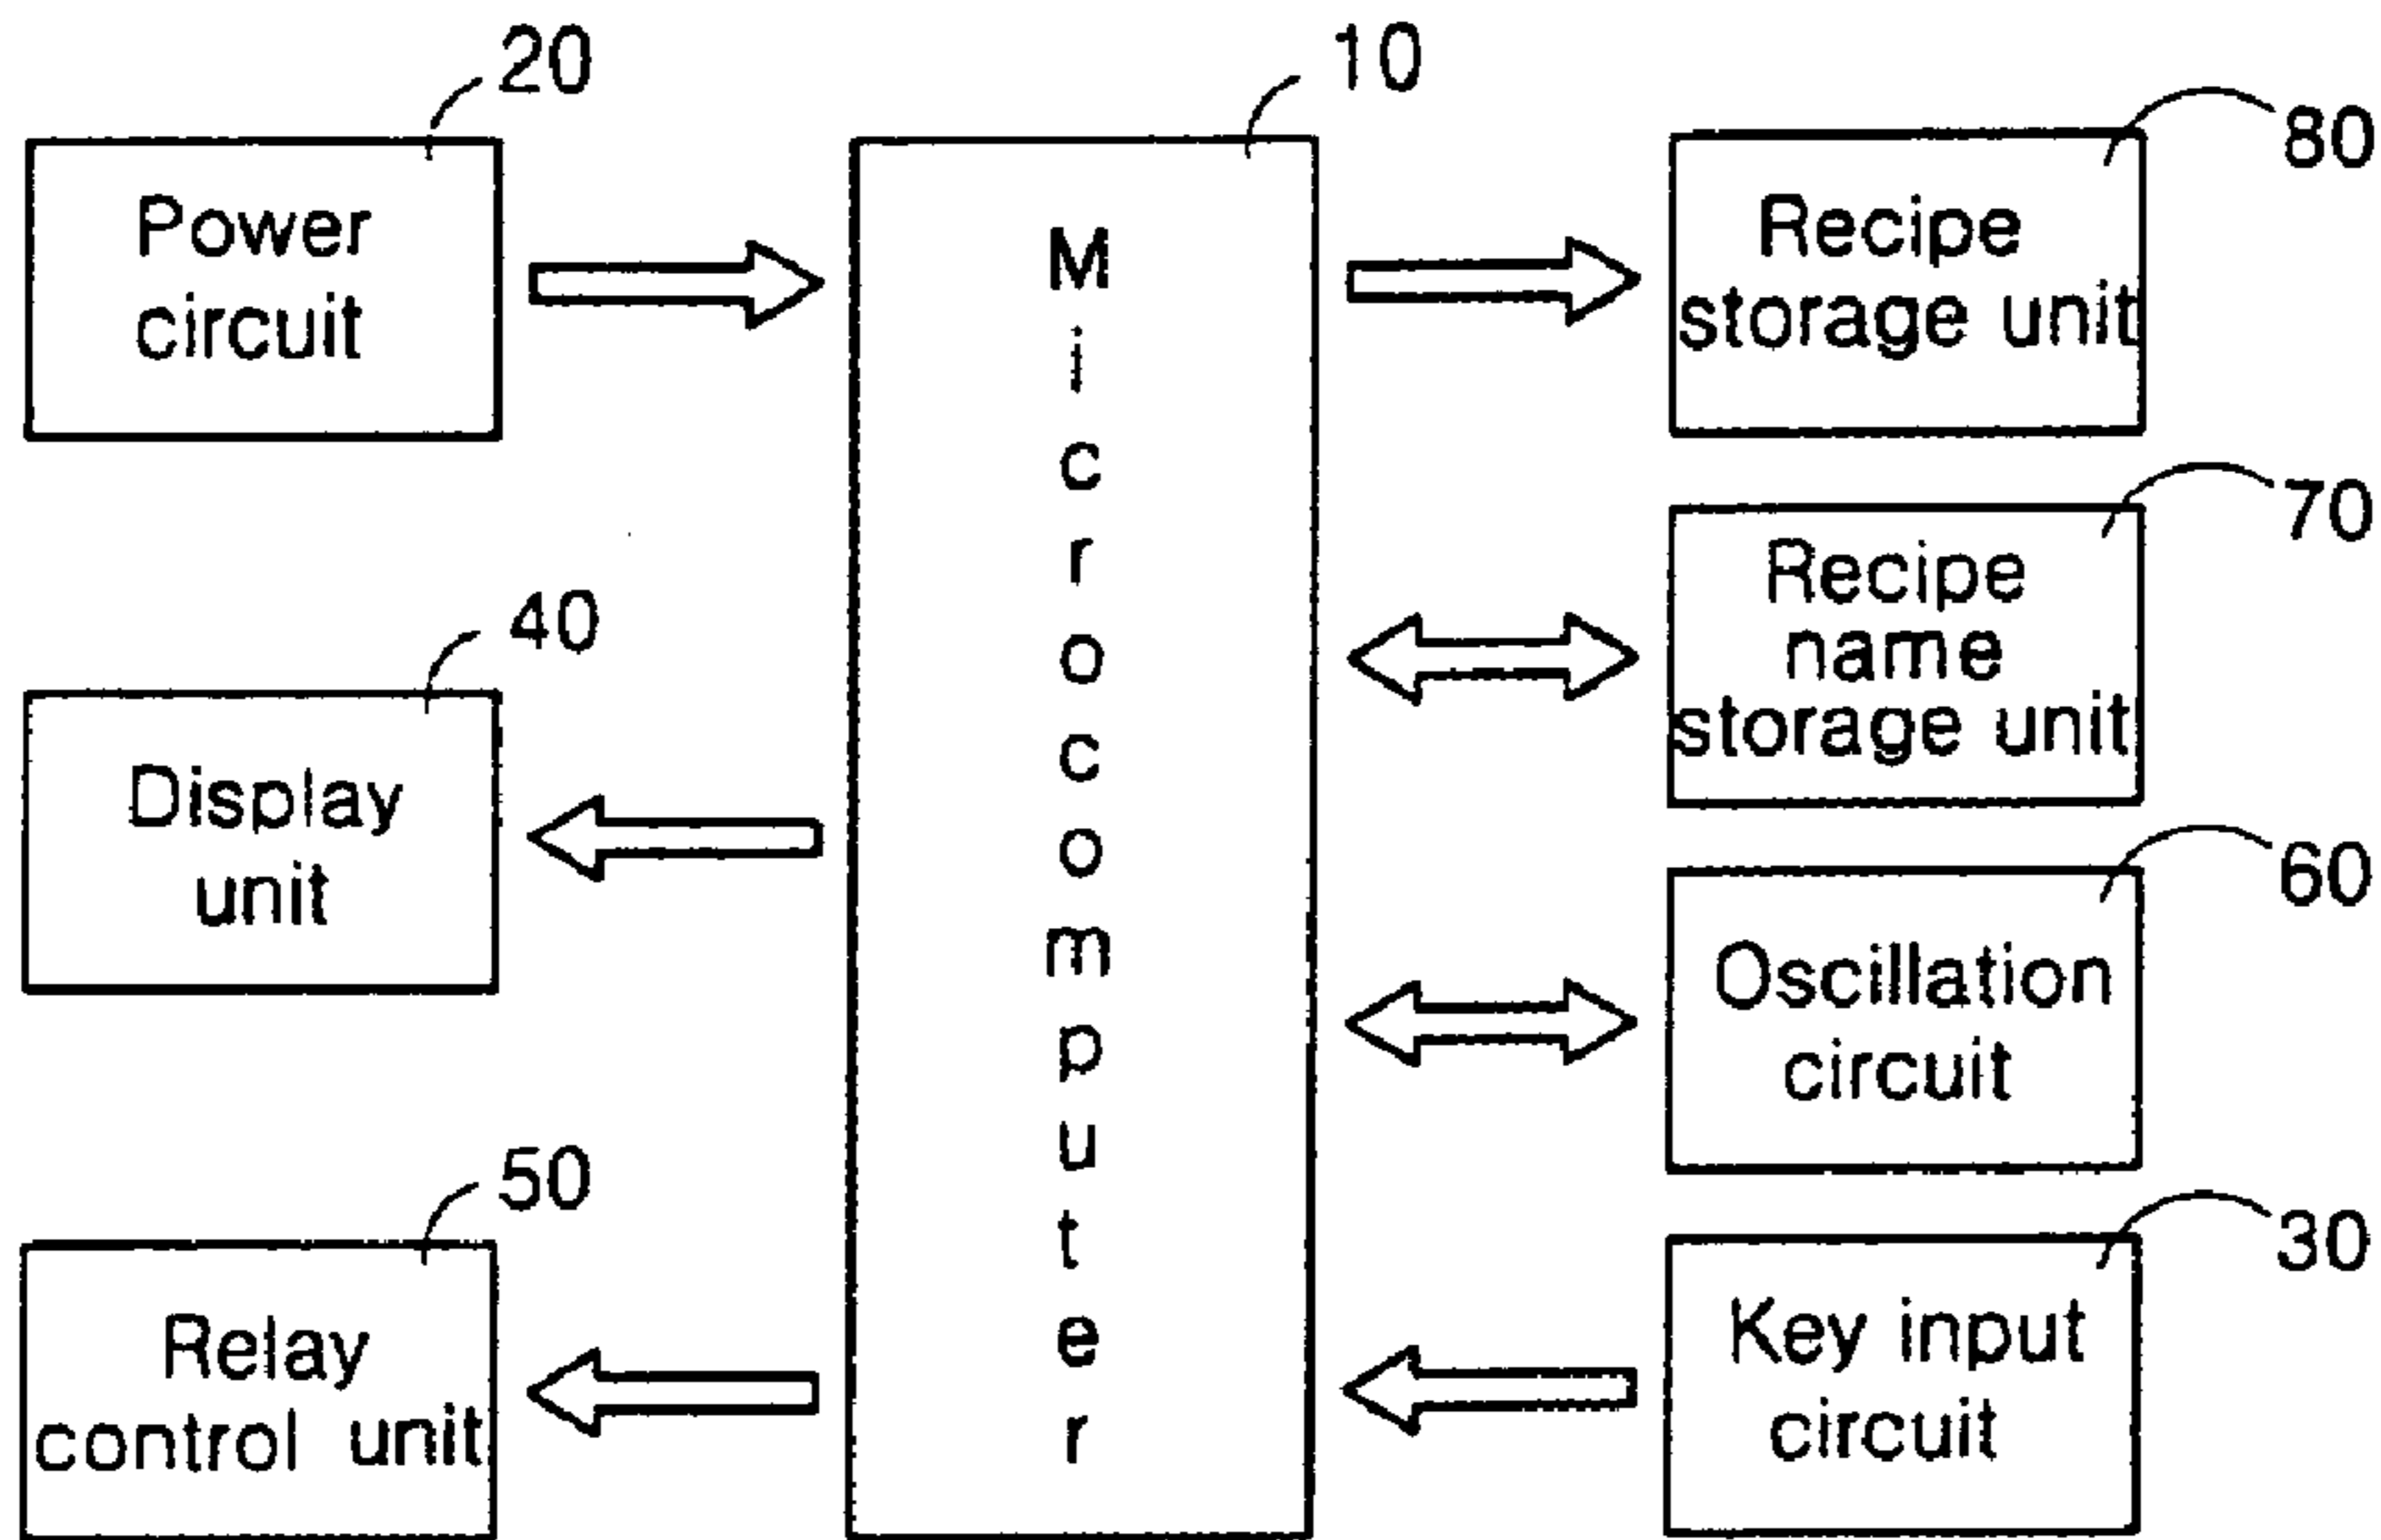 20
10
80
Power
circuit
Microcomputer
Recipe
storage unit
70
Recipe
name
storage unit
40
Display
unit
60
Oscillation
circuit
50
Relay
control unit
30
Key input
circuit